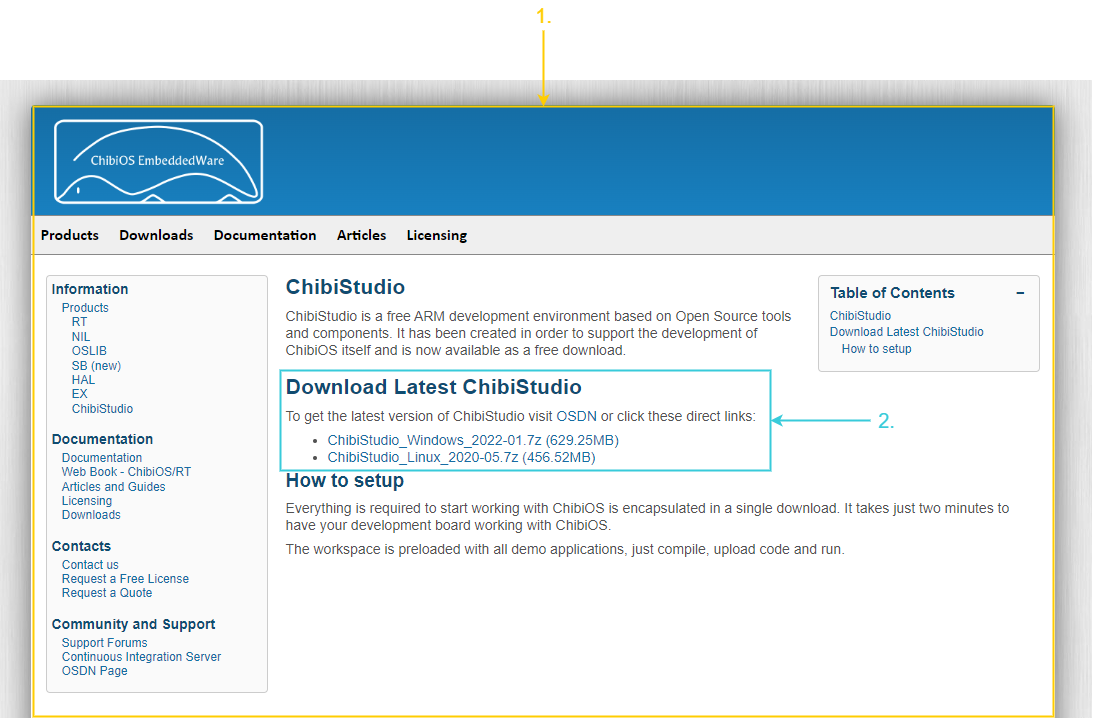 1.
ChibiOS EmbeddedWare
Products Downloads Documentation Articles Licensing
Information
Products
RT
NIL
OSLIB
SB (new)
HAL
EX
ChibiStudio
Documentation
Documentation
Web Book - ChibiOS/RT
Articles and Guides
Licensing
Downloads
Contacts
Contact us
Request a Free License
Request a Quote
Community and Support
Support Forums
Continuous Integration Server
OSDN Page
ChibiStudio
ChibiStudio is a free ARM development environment based on Open Source tools
and components. It has been created in order to support the development of
ChibiOS itself and is now available as a free download.
Download Latest ChibiStudio
To get the latest version of ChibiStudio visit OSDN or click these direct links:
• ChibiStudio_Windows_2022-01.7z (629.25MB)
• ChibiStudio_Linux_2020-05.7z (456.52MB)
2.
How to setup
Everything is required to start working with ChibiOS is encapsulated in a single download. It takes just two minutes to
have your development board working with ChibiOS.
The workspace is preloaded with all demo applications, just compile, upload code and run.
Table of Contents −
ChibiStudio
Download Latest ChibiStudio
How to setup